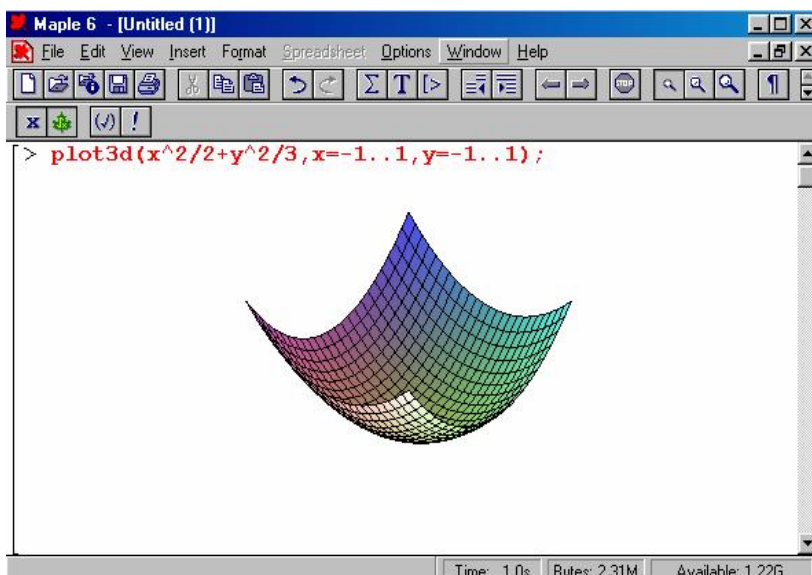 Maple 6 - [Untitled (1)]
File Edit View Insert Format Spreadsheet Options Window Help
Σ T [>
STOP
¶
x (√) !
[> plot3d(x^2/2+y^2/3,x=-1..1,y=-1..1);
Time: 1.0s Bytes: 2.31M Available: 1.22G